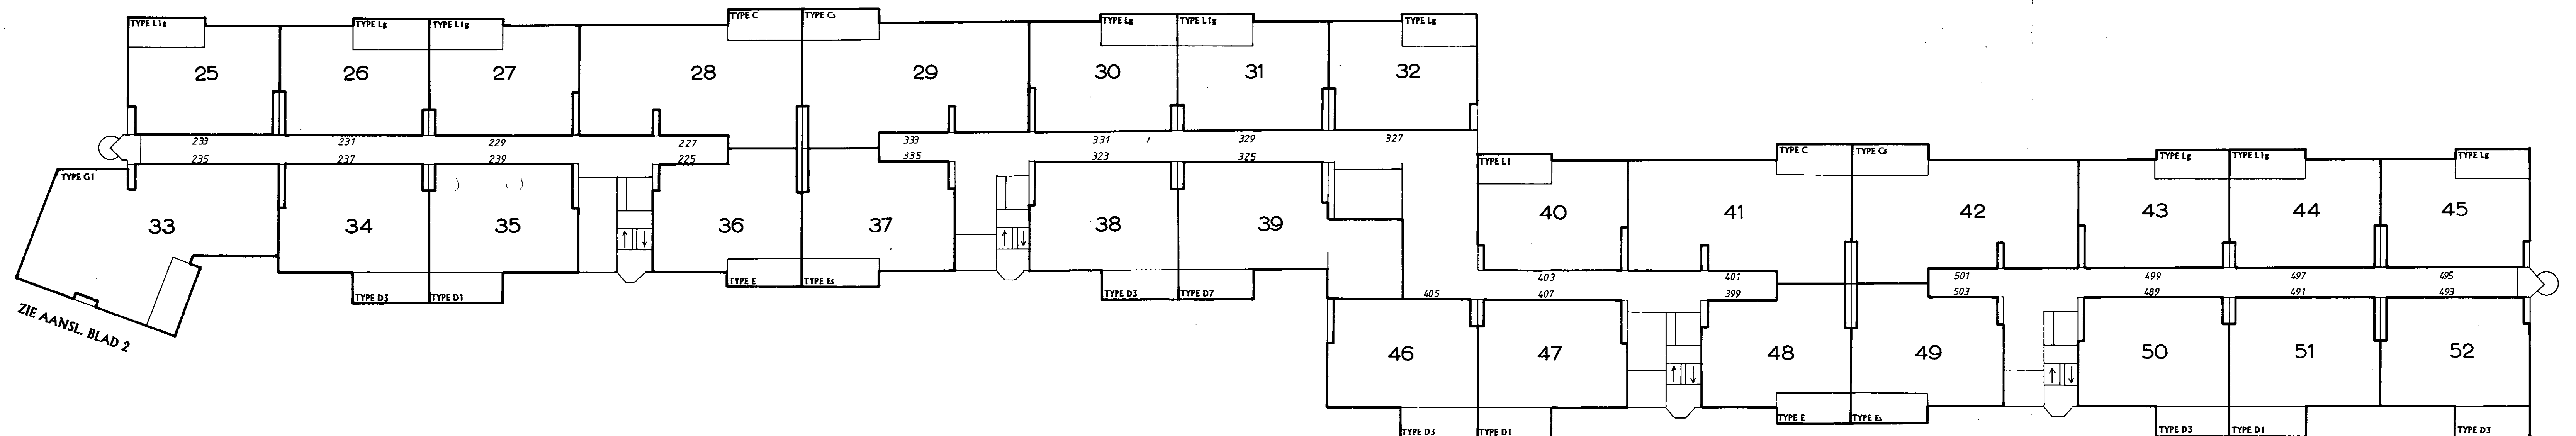 TYPE L1g TYPE Lg TYPE L1g TYPE C TYPE Cs TYPE Lg TYPE L1g TYPE Lg
25 26 27 28 29 30 31 32
233 231 229 227 333 331 329 327
235 237 239 225 335 323 325
TYPE G1
33 34 35 36 37 38 39
TYPE D3 TYPE D1 TYPE E TYPE Es TYPE D3 TYPE D7
ZIE AANSL. BLAD 2
TYPE L1 TYPE C TYPE Cs TYPE Lg TYPE L1g TYPE Lg
40 41 42 43 44 45
403 401 501 499 497 495
405 407 399 503 489 491 493
46 47 48 49 50 51 52
TYPE D3 TYPE D1 TYPE E TYPE Es TYPE D3 TYPE D1 TYPE D3